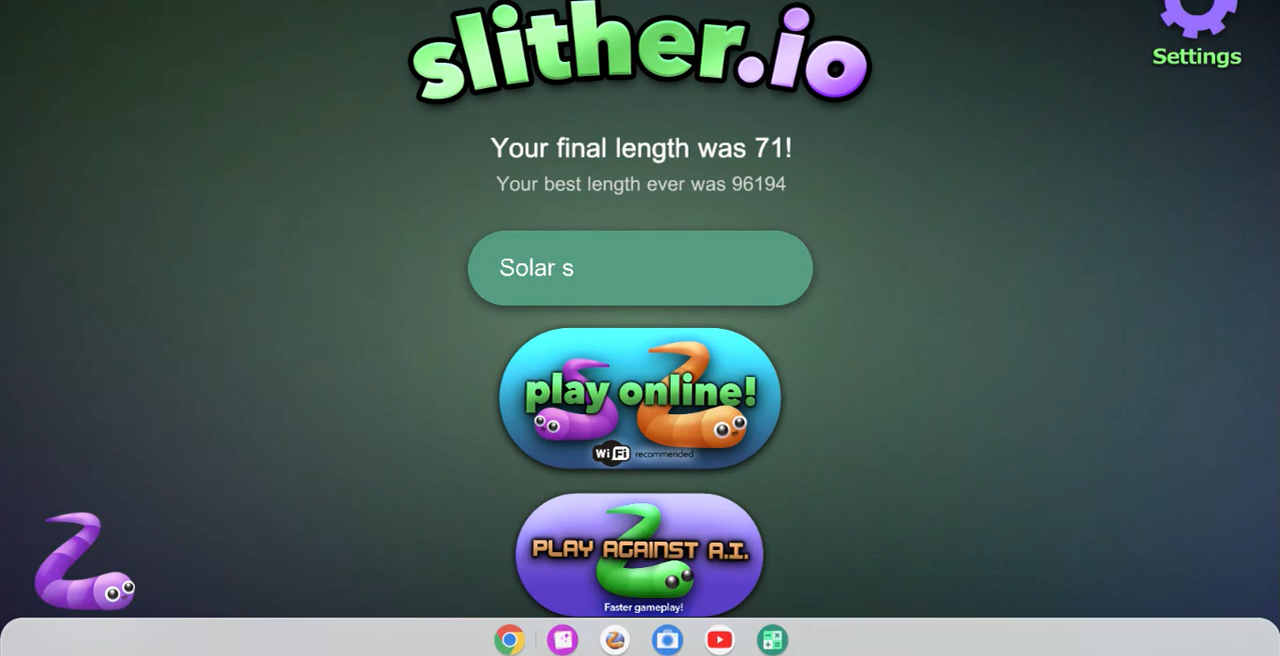 slither.io
Settings
Your final length was 71!
Your best length ever was 96194
Solar s
play online!
WiFi recommended
PLAY AGAINST A.I.
Faster gameplay!